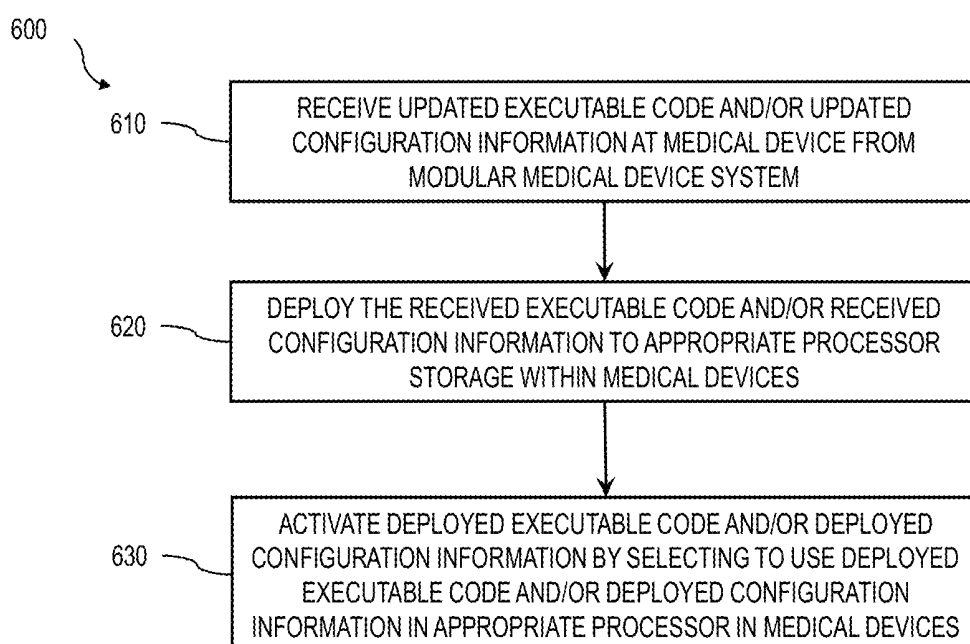 600
610
RECEIVE UPDATED EXECUTABLE CODE AND/OR UPDATED
CONFIGURATION INFORMATION AT MEDICAL DEVICE FROM
MODULAR MEDICAL DEVICE SYSTEM
620
DEPLOY THE RECEIVED EXECUTABLE CODE AND/OR RECEIVED
CONFIGURATION INFORMATION TO APPROPRIATE PROCESSOR
STORAGE WITHIN MEDICAL DEVICES
630
ACTIVATE DEPLOYED EXECUTABLE CODE AND/OR DEPLOYED
CONFIGURATION INFORMATION BY SELECTING TO USE DEPLOYED
EXECUTABLE CODE AND/OR DEPLOYED CONFIGURATION
INFORMATION IN APPROPRIATE PROCESSOR IN MEDICAL DEVICES